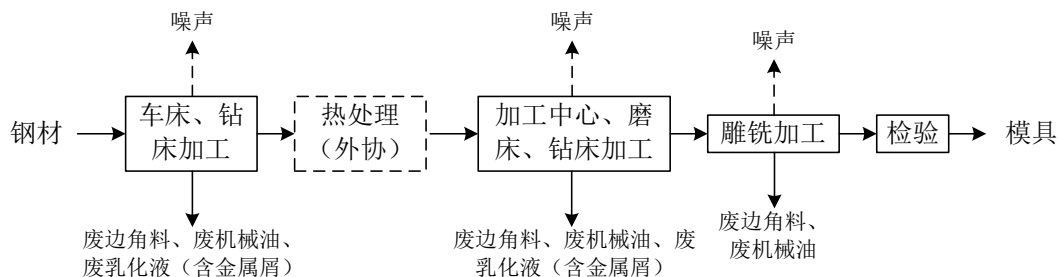 噪声
噪声
噪声
钢材
车床、钻
床加工
热处理
（外协）
加工中心、磨
床、钻床加工
雕铣加工
检验
模具
废边角料、废机械油、
废乳化液（含金属屑）
废边角料、废机械油、废
乳化液（含金属屑）
废边角料、
废机械油